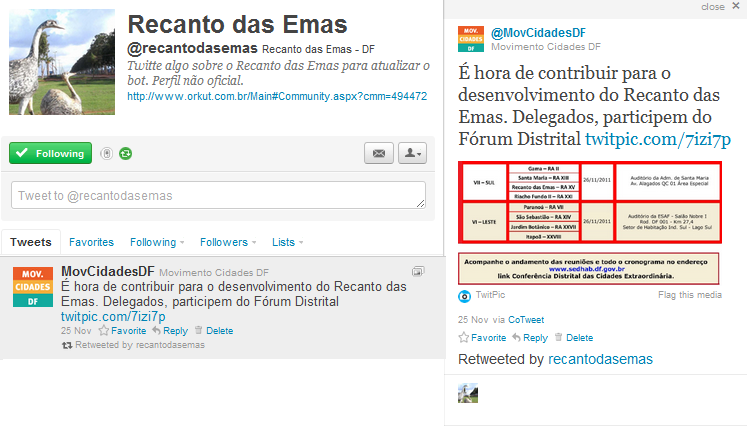 Recanto das Emas
@recantodasemas Recanto das Emas - DF
Twitte algo sobre o Recanto das Emas para atualizar o
bot. Perfil não oficial.
http://www.orkut.com.br/Main#Community.aspx?cmm=494472
Following
Tweet to @recantodasemas
Tweets Favorites Following Followers Lists
MOV.
CIDADES
DF
MovCidadesDF Movimento Cidades DF
É hora de contribuir para o desenvolvimento do Recanto das
Emas. Delegados, participem do Fórum Distrital
twitpic.com/7izi7p
25 Nov Favorite Reply Delete
Retweeted by recantodasemas
close ×
MOV.
CIDADES
DF
@MovCidadesDF
Movimento Cidades DF
É hora de contribuir para o
desenvolvimento do Recanto das
Emas. Delegados, participem do
Fórum Distrital twitpic.com/7izi7p
VII – SUL
Gama – RA II
Santa Maria – RA XIII
Recanto das Emas – RA XV
Riacho Fundo II – RA XXI
26/11/2011
Auditório da Adm. de Santa Maria
Av. Alagados QC 01 Área Especial
VI – LESTE
Paranoá – RA VII
São Sebastião – RA XIV
Jardim Botânico – RA XXVII
Itapoã – XXVIII
26/11/2011
Auditório da ESAF - Salão Nobre !
Rod. DF 001 - Km 27,4
Setor de Habitação Ind. Sul - Lago Sul
Acompanhe o andamento das reuniões e todo o cronograma no endereço
www.sedhab.df.gov.br
link Conferência Distrital das Cidades Extraordinária.
TwitPic Flag this media
25 Nov via CoTweet
Favorite Reply Delete
Retweeted by recantodasemas